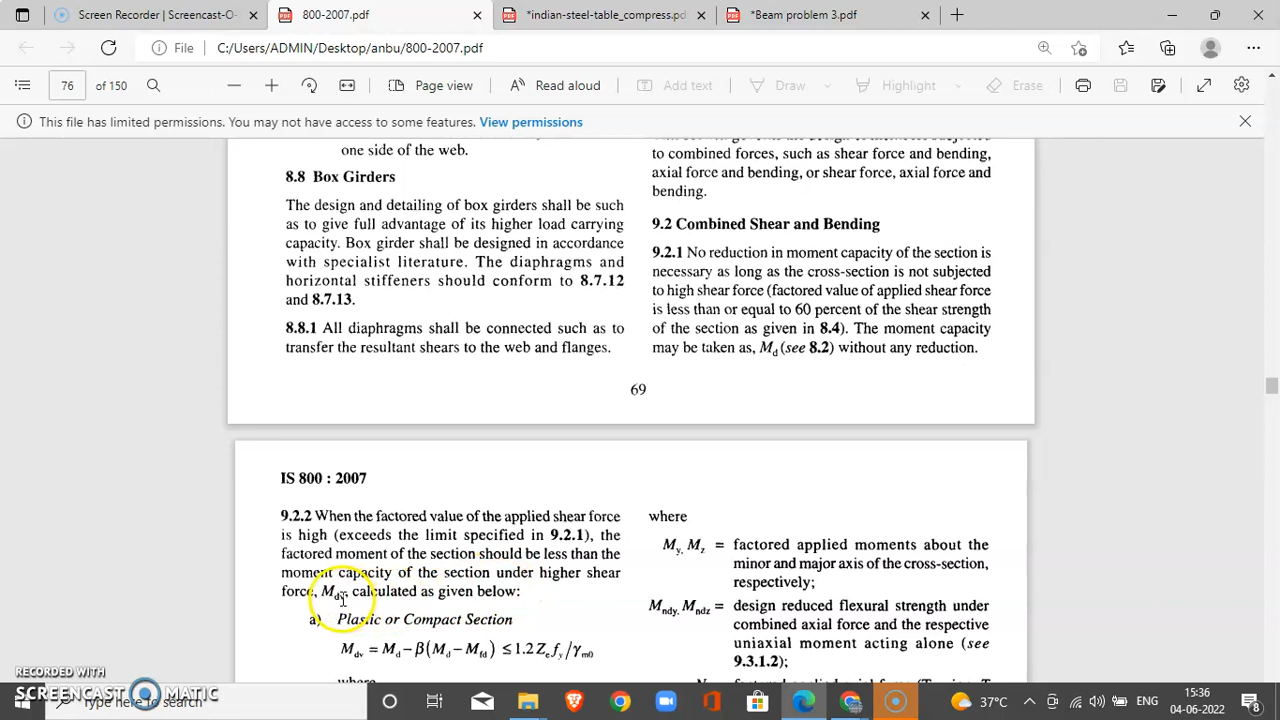 Screen Recorder | Screencast-O-
800-2007.pdf
*indian-steel-table_compress.pd
*Beam problem 3.pdf
File
C:/Users/ADMIN/Desktop/anbu/800-2007.pdf
76
of 150
Page view
Read aloud
Add text
Draw
Highlight
Erase
This file has limited permissions. You may not have access to some features. View permissions
one side of the web.
8.8 Box Girders
The design and detailing of box girders shall be such
as to give full advantage of its higher load carrying
capacity. Box girder shall be designed in accordance
with specialist literature. The diaphragms and
horizontal stiffeners should conform to 8.7.12
and 8.7.13.
8.8.1 All diaphragms shall be connected such as to
transfer the resultant shears to the web and flanges.
to combined forces, such as shear force and bending,
axial force and bending, or shear force, axial force and
bending.
9.2 Combined Shear and Bending
9.2.1 No reduction in moment capacity of the section is
necessary as long as the cross-section is not subjected
to high shear force (factored value of applied shear force
is less than or equal to 60 percent of the shear strength
of the section as given in 8.4). The moment capacity
may be taken as, Md (see 8.2) without any reduction.
69
IS 800 : 2007
9.2.2 When the factored value of the applied shear force
is high (exceeds the limit specified in 9.2.1), the
factored moment of the section should be less than the
moment capacity of the section under higher shear
force, Mdv, calculated as given below:
a) Plastic or Compact Section
Mdv = Md – β(Md – Mfd) ≤ 1.2 Ze fy / γm0
where
where
My, Mz = factored applied moments about the
minor and major axis of the cross-section,
respectively;
Mndy, Mndz = design reduced flexural strength under
combined axial force and the respective
uniaxial moment acting alone (see
9.3.1.2);
RECORDED WITH
SCREENCAST MATIC
Type here to search
37°C
ENG
15:36
04-06-2022
8